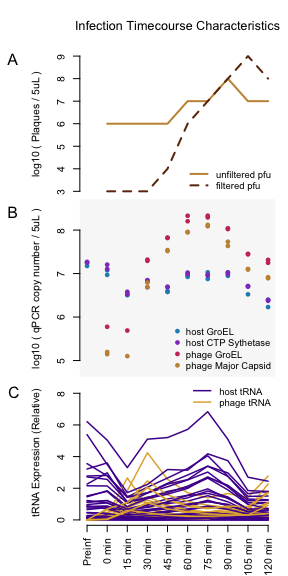 Infection Timecourse Characteristics
A
log10 ( Plaques / 5uL )
9
8
7
6
5
4
3
unfiltered pfu
filtered pfu
B
log10 ( qPCR copy number / 5uL )
8
7
6
5
host GroEL
host CTP Sythetase
phage GroEL
phage Major Capsid
C
tRNA Expression (Relative)
8
6
4
2
0
host tRNA
phage tRNA
Preinf
0 min
15 min
30 min
45 min
60 min
75 min
90 min
105 min
120 min